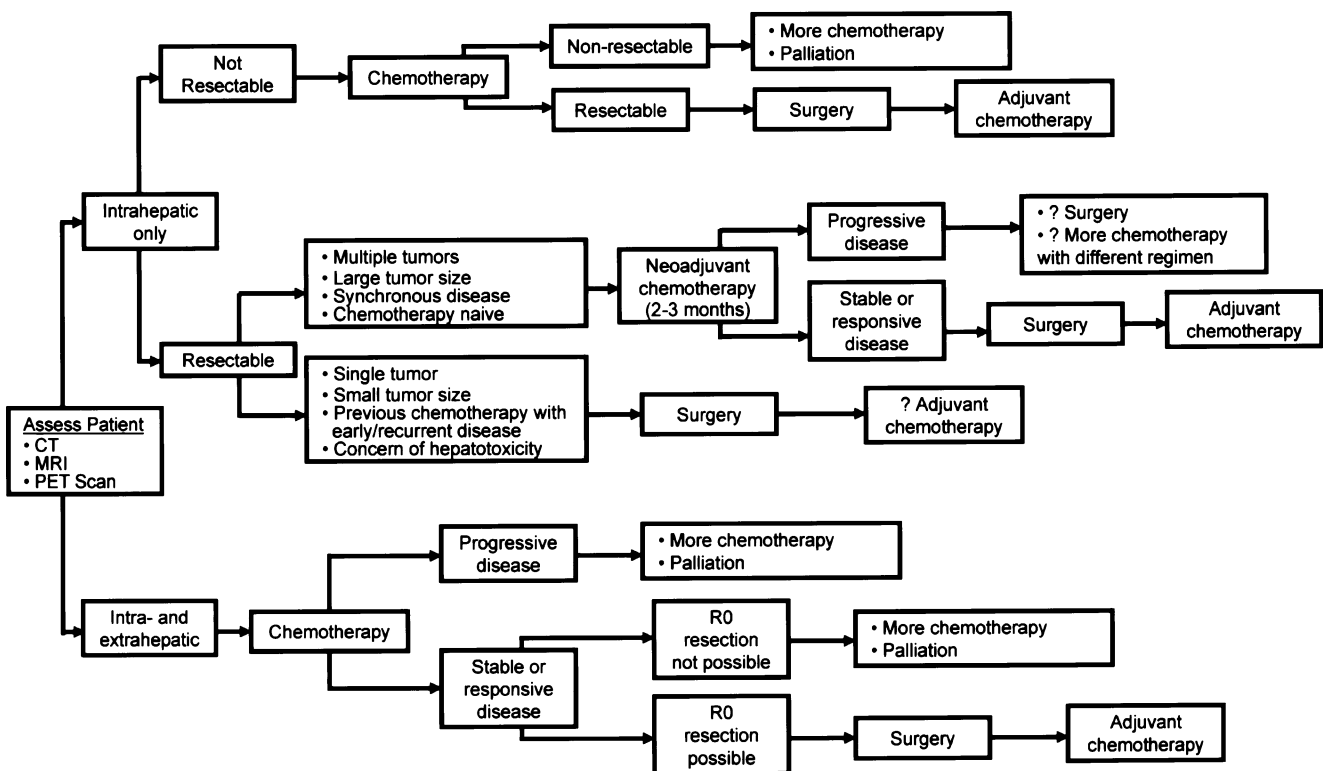 Not
Resectable
Chemotherapy
Non-resectable
• More chemotherapy
• Palliation
Resectable
Surgery
Adjuvant
chemotherapy
Intrahepatic
only
• Multiple tumors
• Large tumor size
• Synchronous disease
• Chemotherapy naive
Neoadjuvant
chemotherapy
(2-3 months)
Progressive
disease
• ? Surgery
• ? More chemotherapy
with different regimen
Stable or
responsive
disease
Surgery
Adjuvant
chemotherapy
Resectable
• Single tumor
• Small tumor size
• Previous chemotherapy with
early/recurrent disease
• Concern of hepatotoxicity
Surgery
? Adjuvant
chemotherapy
Assess Patient
• CT
• MRI
• PET Scan
Intra- and
extrahepatic
Chemotherapy
Progressive
disease
• More chemotherapy
• Palliation
Stable or
responsive
disease
R0
resection
not possible
• More chemotherapy
• Palliation
R0
resection
possible
Surgery
Adjuvant
chemotherapy